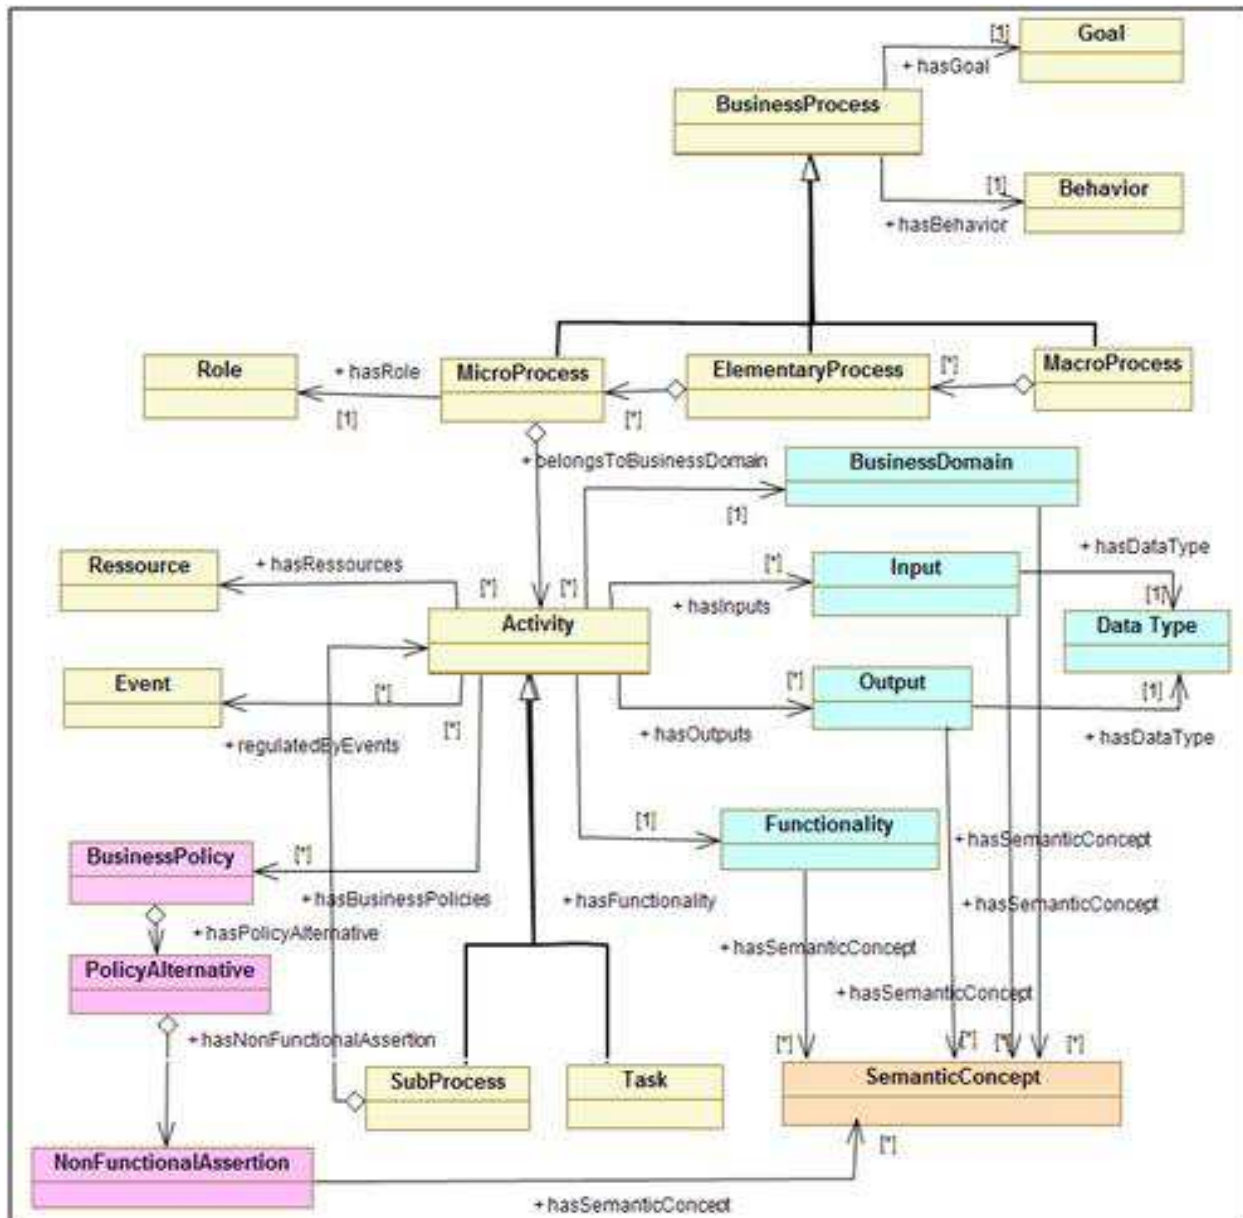 Goal
[1]
+ hasGoal
BusinessProcess
[1]
Behavior
+ hasBehavior
Role
+ hasRole
[1]
MicroProcess
[*]
ElementaryProcess
[*]
MacroProcess
+ belongsToBusinessDomain
BusinessDomain
[1]
Ressource
+ hasRessources
[*]
[*]
[*]
Input
+ hasInputs
+ hasDataType
[1]
Data Type
Activity
Event
[*]
[*]
+ regulatedByEvents
[*]
Output
+ hasOutputs
[1]
+ hasDataType
[1]
Functionality
BusinessPolicy
[*]
+ hasBusinessPolicies
+ hasFunctionality
+ hasSemanticConcept
+ hasSemanticConcept
+ hasPolicyAlternative
PolicyAlternative
+ hasSemanticConcept
+ hasSemanticConcept
+ hasNonFunctionalAssertion
[*]
[*]
[*]
[*]
SubProcess
Task
SemanticConcept
[*]
NonFunctionalAssertion
+ hasSemanticConcept